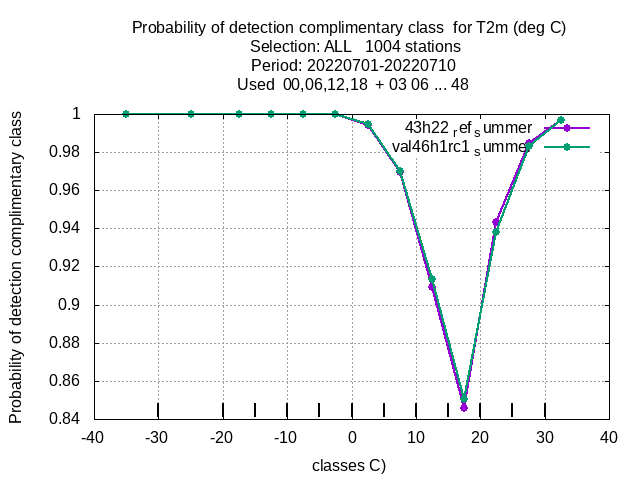 Probability of detection complimentary class for T2m (deg C)
Selection: ALL 1004 stations
Period: 20220701-20220710
Used 00,06,12,18 + 03 06 ... 48
Probability of detection complimentary class
1
0.98
0.96
0.94
0.92
0.9
0.88
0.86
0.84
43h22 ref summer
val46h1rc1 summer
-40 -30 -20 -10 0 10 20 30 40
classes C)